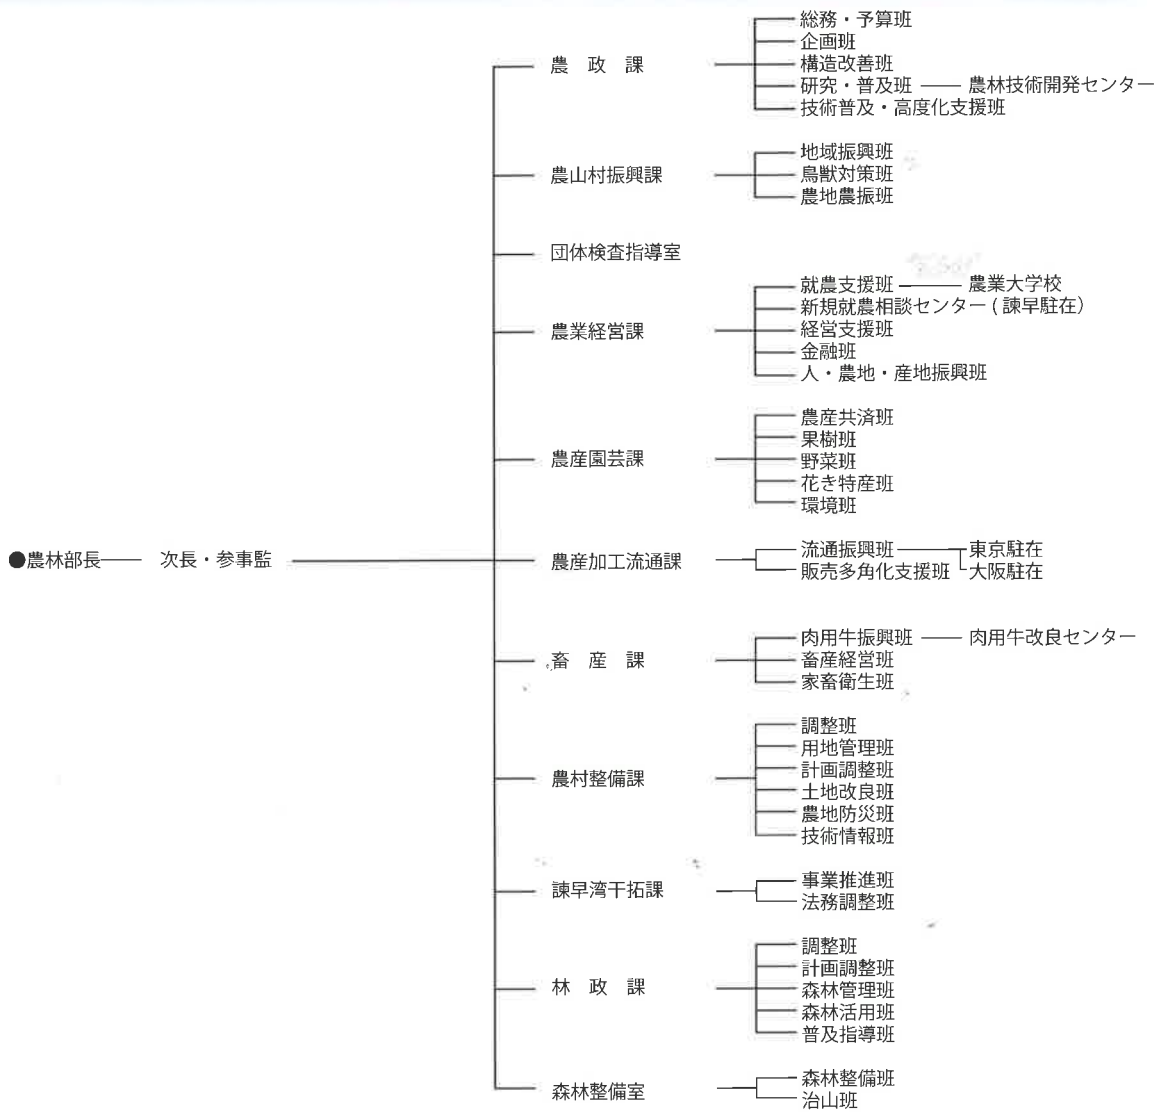 総務・予算班
企画班
農　政　課
構造改善班
研究・普及班 農林技術開発センター
技術普及・高度化支援班
地域振興班
農山村振興課
鳥獣対策班
農地農振班
団体検査指導室
就農支援班 農業大学校
新規就農相談センター(諫早駐在)
農業経営課
経営支援班
金融班
人・農地・産地振興班
農産共済班
果樹班
農産園芸課
野菜班
花き特産班
環境班
●農林部長 次長・参事監
農産加工流通課
流通振興班 東京駐在
販売多角化支援班 大阪駐在
肉用牛振興班 肉用牛改良センター
畜　産　課
畜産経営班
家畜衛生班
調整班
用地管理班
農村整備課
計画調整班
土地改良班
農地防災班
技術情報班
事業推進班
諫早湾干拓課
法務調整班
調整班
計画調整班
林　政　課
森林管理班
森林活用班
普及指導班
森林整備班
森林整備室
治山班